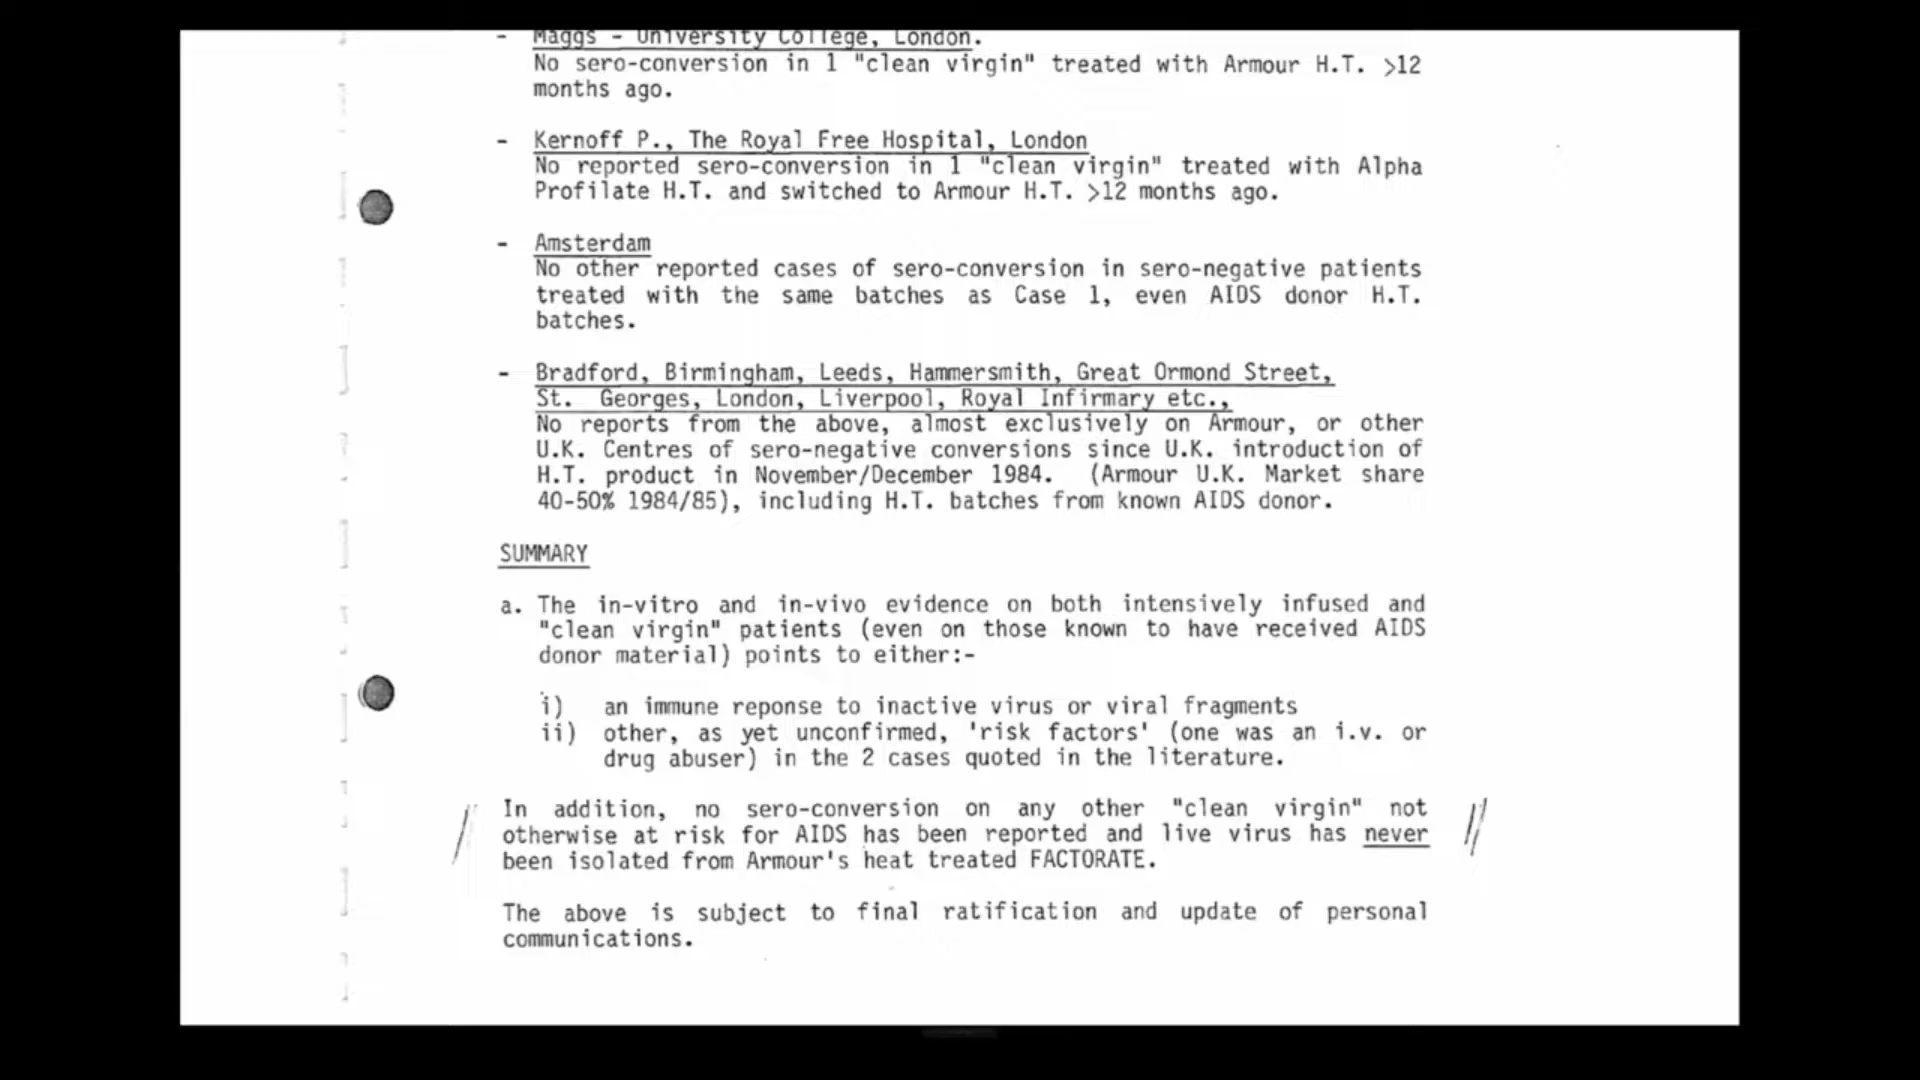 - Maggs - University College, London.
No sero-conversion in 1 "clean virgin" treated with Armour H.T. >12
months ago.
- Kernoff P., The Royal Free Hospital, London
No reported sero-conversion in 1 "clean virgin" treated with Alpha
Profilate H.T. and switched to Armour H.T. >12 months ago.
- Amsterdam
No other reported cases of sero-conversion in sero-negative patients
treated with the same batches as Case 1, even AIDS donor H.T.
batches.
- Bradford, Birmingham, Leeds, Hammersmith, Great Ormond Street,
St. Georges, London, Liverpool, Royal Infirmary etc.,
No reports from the above, almost exclusively on Armour, or other
U.K. Centres of sero-negative conversions since U.K. introduction of
H.T. product in November/December 1984. (Armour U.K. Market share
40-50% 1984/85), including H.T. batches from known AIDS donor.
SUMMARY
a. The in-vitro and in-vivo evidence on both intensively infused and
"clean virgin" patients (even on those known to have received AIDS
donor material) points to either:-
i) an immune reponse to inactive virus or viral fragments
ii) other, as yet unconfirmed, 'risk factors' (one was an i.v. or
drug abuser) in the 2 cases quoted in the literature.
In addition, no sero-conversion on any other "clean virgin" not
otherwise at risk for AIDS has been reported and live virus has never
been isolated from Armour's heat treated FACTORATE.
The above is subject to final ratification and update of personal
communications.